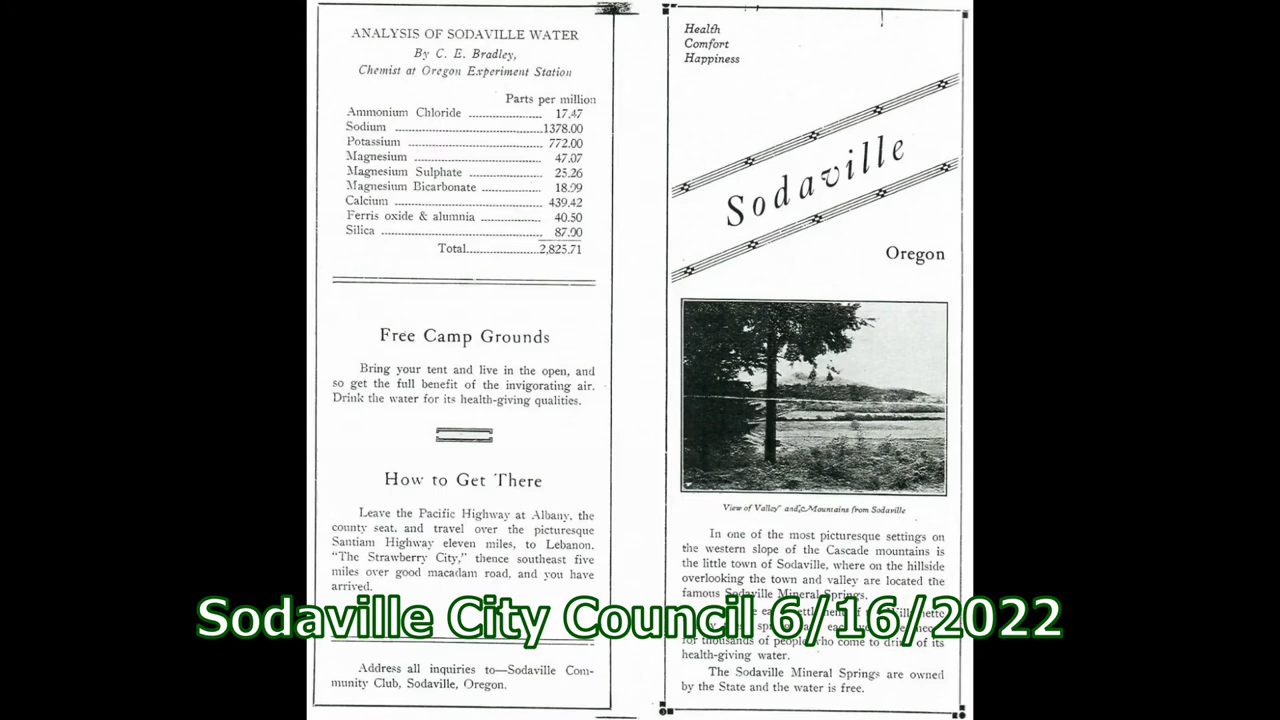 ANALYSIS OF SODAVILLE WATER
By C. E. Bradley,
Chemist at Oregon Experiment Station
Parts per million
Ammonium Chloride 17.47
Sodium 1378.00
Potassium 772.00
Magnesium 47.07
Magnesium Sulphate 25.26
Magnesium Bicarbonate 18.99
Calcium 439.42
Ferris oxide & alumnia 40.50
Silica 87.00
Total 2,825.71
Free Camp Grounds
Bring your tent and live in the open, and
so get the full benefit of the invigorating air.
Drink the water for its health-giving qualities.
How to Get There
Leave the Pacific Highway at Albany, the
county seat, and travel over the picturesque
Santiam Highway eleven miles, to Lebanon.
"The Strawberry City," thence southeast five
miles over good macadam road, and you have
arrived.
Address all inquiries to—Sodaville Com-
munity Club, Sodaville, Oregon.
Health
Comfort
Happiness
Sodaville
Oregon
View of Valley and Mountains from Sodaville
In one of the most picturesque settings on
the western slope of the Cascade mountains is
the little town of Sodaville, where on the hillside
overlooking the town and valley are located the
famous Sodaville Mineral Springs.
for thousands of people who come to drink of its
health-giving water.
The Sodaville Mineral Springs are owned
by the State and the water is free.
Sodaville City Council 6/16/2022